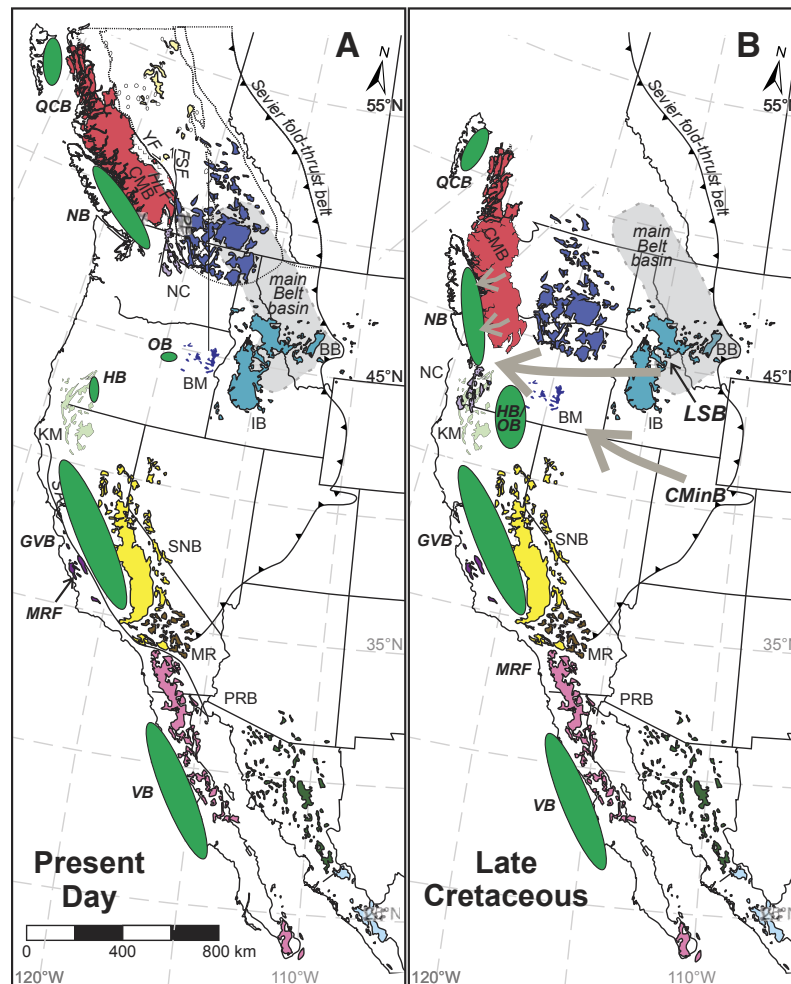 A
N
QCB
Sevier fold-thrust belt
55°N
YF
FSF
CMB
NB
main
Belt
basin
NC
OB
BB
45°N
HB
BM
IB
KM
GVB
SNB
MRF
35°N
MR
PRB
VB
Present
Day
25°N
0 400 800 km
120°W
110°W
B
N
Sevier fold-thrust belt
55°N
QCB
CMB
main
Belt
basin
NB
NC
BB
45°N
HB/
OB
BM
IB
LSB
KM
CMinB
GVB
SNB
35°N
MR
MRF
PRB
VB
Late
Cretaceous
25°N
120°W
110°W